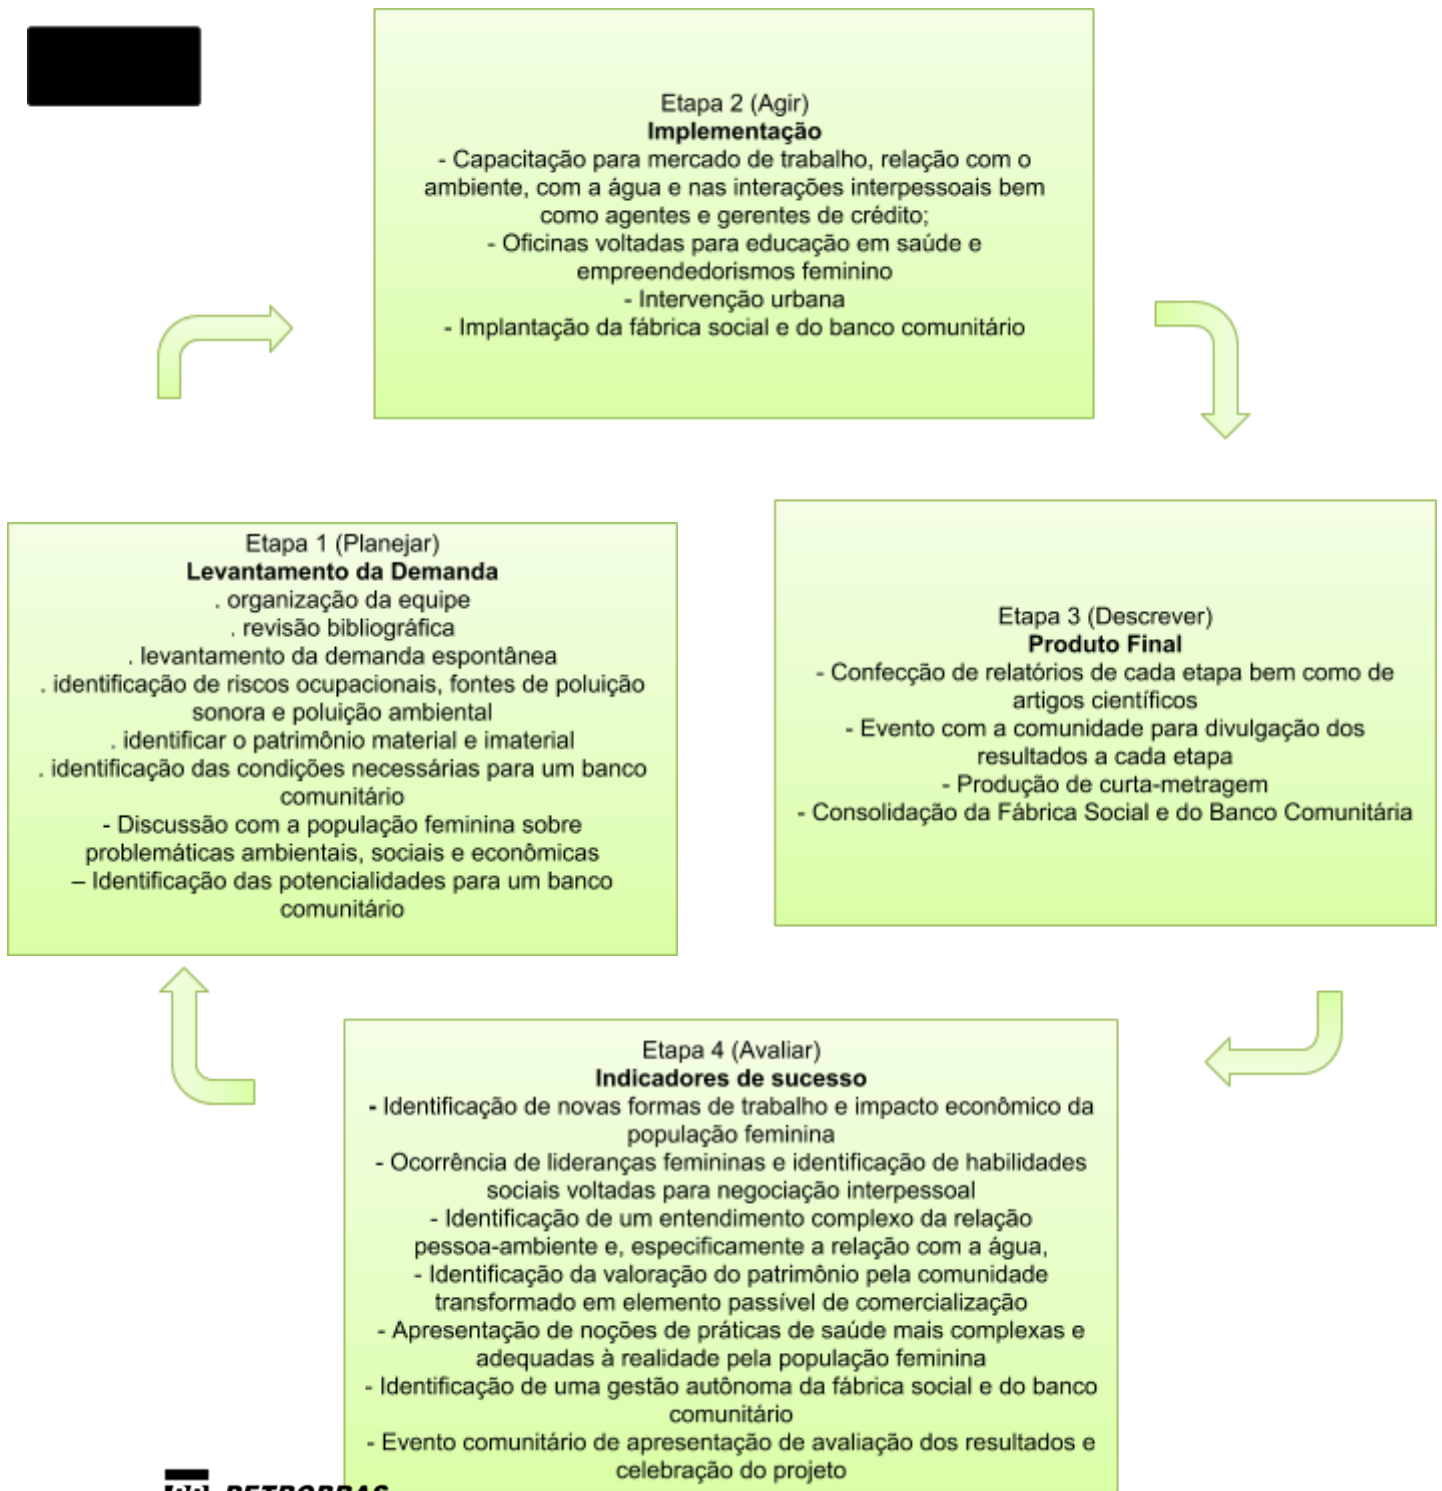 Etapa 2 (Agir)
Implementação
- Capacitação para mercado de trabalho, relação com o
ambiente, com a água e nas interações interpessoais bem
como agentes e gerentes de crédito;
- Oficinas voltadas para educação em saúde e
empreendedorismos feminino
- Intervenção urbana
- Implantação da fábrica social e do banco comunitário
Etapa 1 (Planejar)
Levantamento da Demanda
. organização da equipe
. revisão bibliográfica
. levantamento da demanda espontânea
. identificação de riscos ocupacionais, fontes de poluição
sonora e poluição ambiental
. identificar o patrimônio material e imaterial
. identificação das condições necessárias para um banco
comunitário
- Discussão com a população feminina sobre
problemáticas ambientais, sociais e econômicas
– Identificação das potencialidades para um banco
comunitário
Etapa 3 (Descrever)
Produto Final
- Confecção de relatórios de cada etapa bem como de
artigos científicos
- Evento com a comunidade para divulgação dos
resultados a cada etapa
- Produção de curta-metragem
- Consolidação da Fábrica Social e do Banco Comunitária
Etapa 4 (Avaliar)
Indicadores de sucesso
- Identificação de novas formas de trabalho e impacto econômico da
população feminina
- Ocorrência de lideranças femininas e identificação de habilidades
sociais voltadas para negociação interpessoal
- Identificação de um entendimento complexo da relação
pessoa-ambiente e, especificamente a relação com a água,
- Identificação da valoração do patrimônio pela comunidade
transformado em elemento passível de comercialização
- Apresentação de noções de práticas de saúde mais complexas e
adequadas à realidade pela população feminina
- Identificação de uma gestão autônoma da fábrica social e do banco
comunitário
- Evento comunitário de apresentação de avaliação dos resultados e
celebração do projeto
PETROBRAS